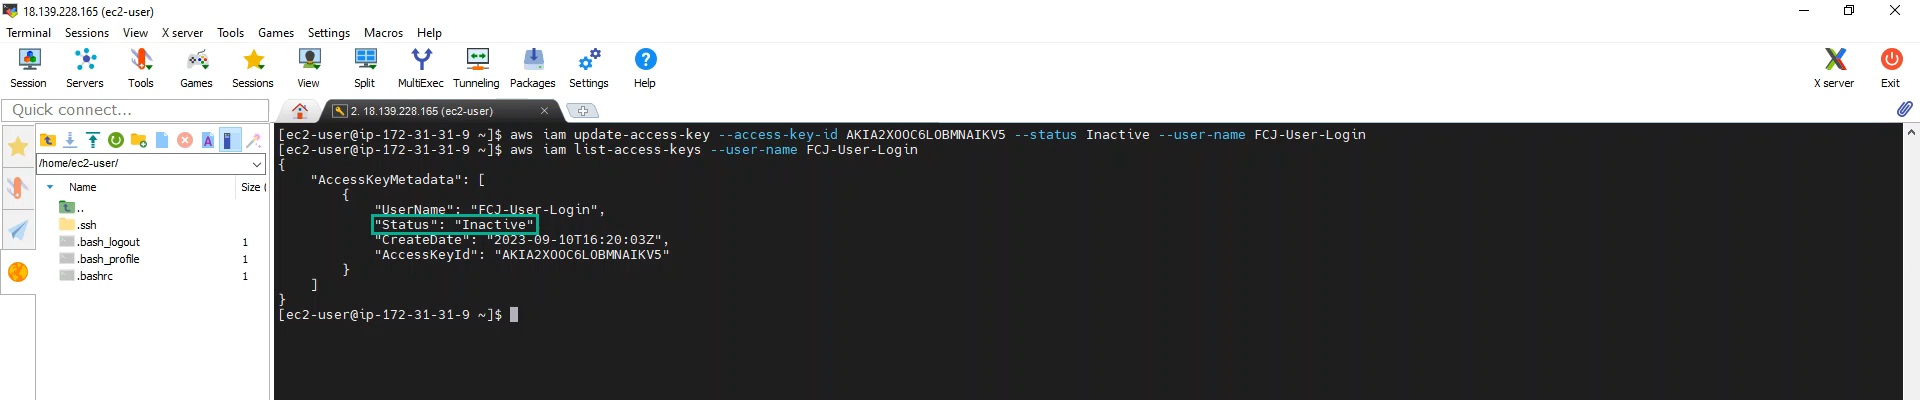 18.139.228.165 (ec2-user)
Terminal Sessions View X server Tools Games Settings Macros Help
Session Servers Tools Games Sessions View Split MultiExec Tunneling Packages Settings Help X server Exit
Quick connect...
2. 18.139.228.165 (ec2-user)
/home/ec2-user/
Name Size (
..
.ssh
.bash_logout 1
.bash_profile 1
.bashrc 1
[ec2-user@ip-172-31-31-9 ~]$ aws iam update-access-key --access-key-id AKIA2XOOC6LOBMNAIKV5 --status Inactive --user-name FCJ-User-Login
[ec2-user@ip-172-31-31-9 ~]$ aws iam list-access-keys --user-name FCJ-User-Login
{
"AccessKeyMetadata": [
{
"UserName": "FCJ-User-Login",
"Status": "Inactive"
"CreateDate": "2023-09-10T16:20:03Z",
"AccessKeyId": "AKIA2XOOC6LOBMNAIKV5"
}
]
}
[ec2-user@ip-172-31-31-9 ~]$